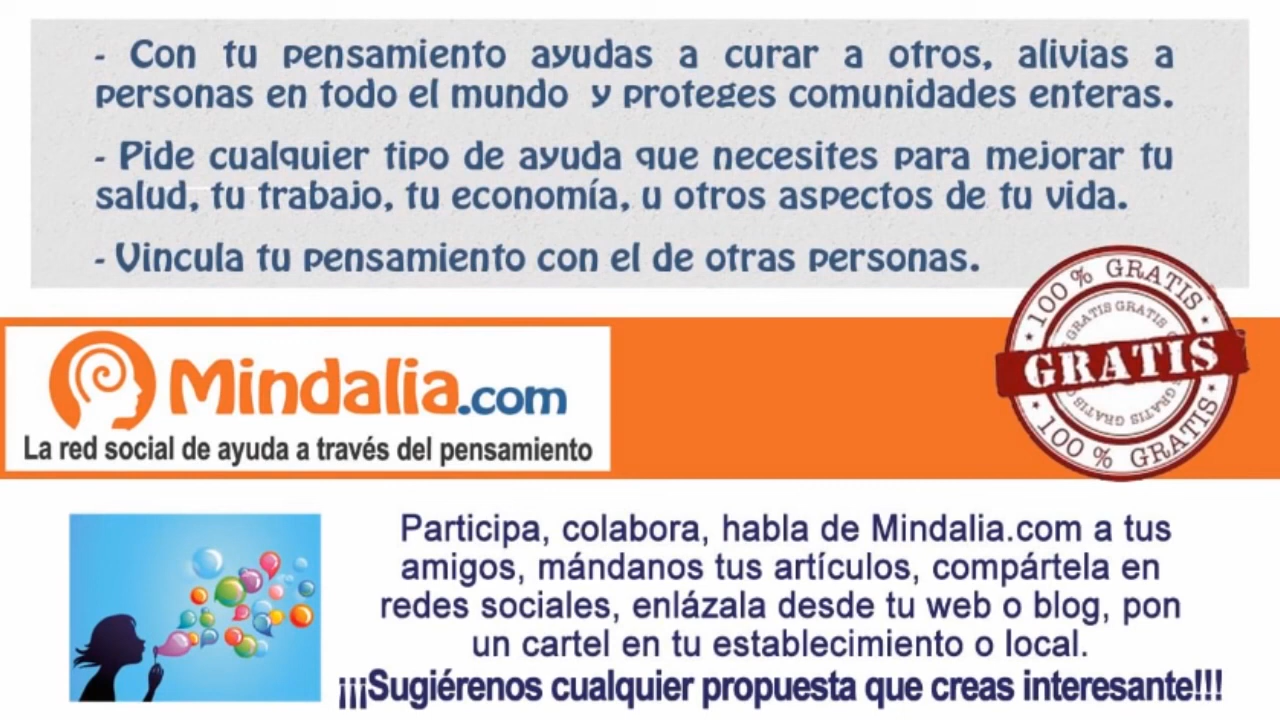 - Con tu pensamiento ayudas a curar a otros, alivias a
personas en todo el mundo y proteges comunidades enteras.
- Pide cualquier tipo de ayuda que necesites para mejorar tu
salud, tu trabajo, tu economía, u otros aspectos de tu vida.
- Vincula tu pensamiento con el de otras personas.
100 % GRATIS
GRATIS GRATIS GRATIS
GRATIS
GRATIS GRATIS GRATIS
100 % GRATIS
Mindalia.com
La red social de ayuda a través del pensamiento
Participa, colabora, habla de Mindalia.com a tus
amigos, mándanos tus artículos, compártela en
redes sociales, enlázala desde tu web o blog, pon
un cartel en tu establecimiento o local.
¡¡¡Sugiérenos cualquier propuesta que creas interesante!!!